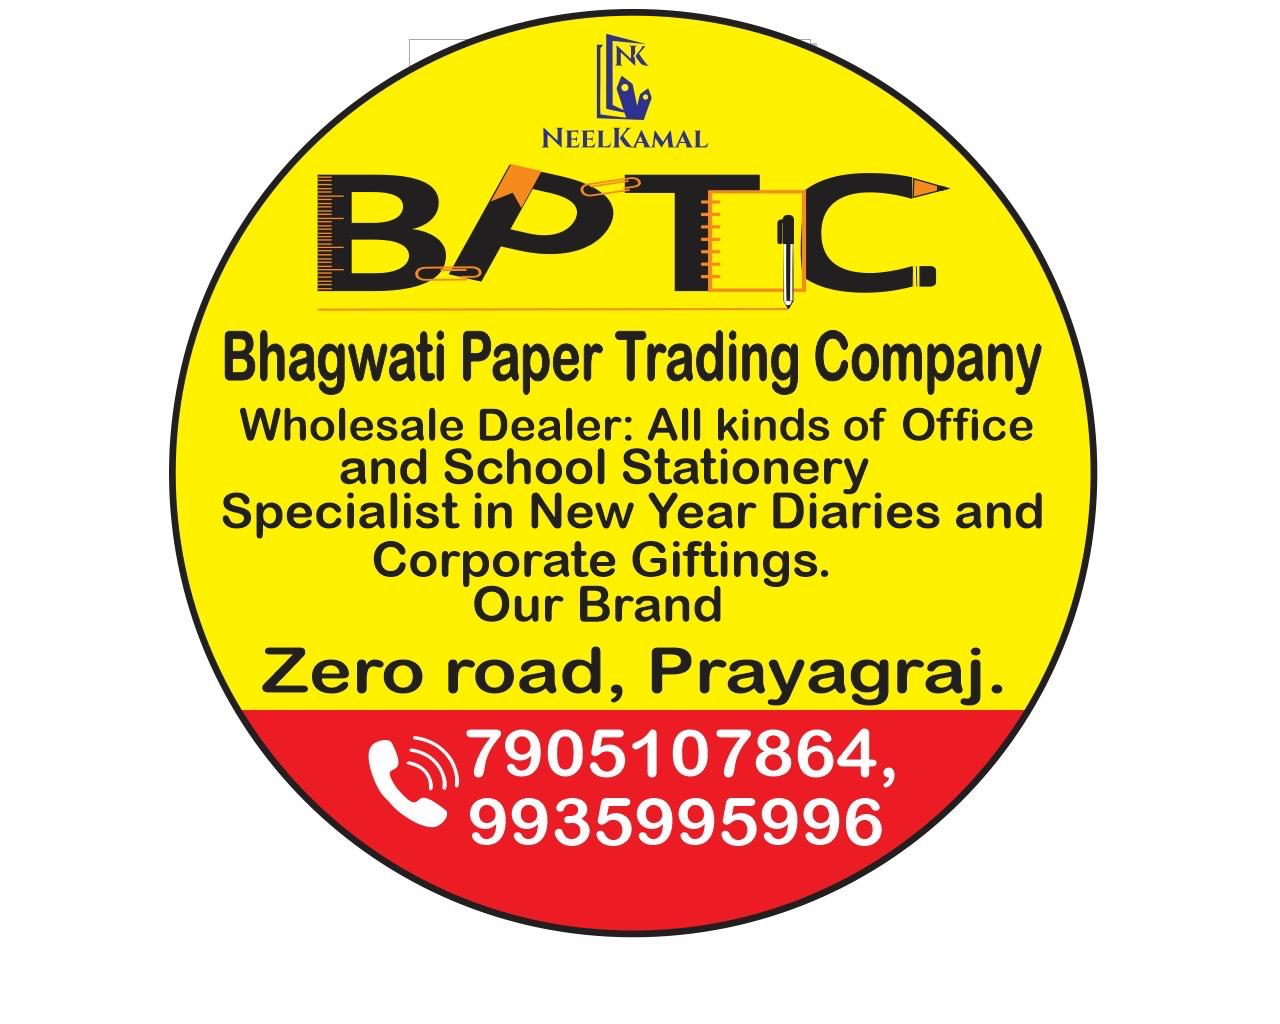 NK
NEELKAMAL
BPTC
Bhagwati Paper Trading Company
Wholesale Dealer: All kinds of Office
and School Stationery
Specialist in New Year Diaries and
Corporate Giftings.
Our Brand
Zero road, Prayagraj.
7905107864,
9935995996